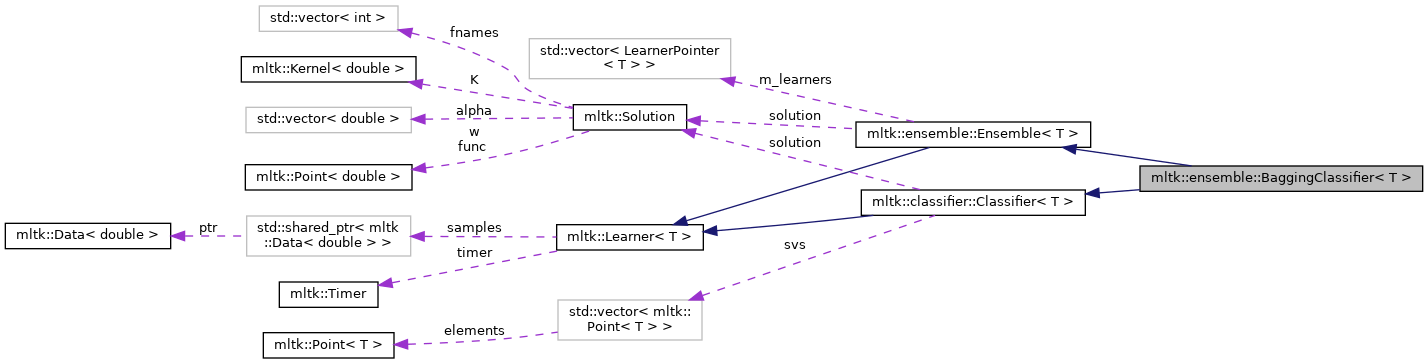 std::vector< int >
fnames
std::vector< LearnerPointer
< T > >
mltk::Kernel< double >
K
m_learners
std::vector< double >
alpha
mltk::Solution
solution
w
func
mltk::ensemble::Ensemble< T >
solution
mltk::Point< double >
mltk::ensemble::BaggingClassifier< T >
mltk::classifier::Classifier< T >
mltk::Data< double >
ptr
std::shared_ptr< mltk
::Data< double > >
samples
mltk::Learner< T >
svs
timer
mltk::Timer
std::vector< mltk::
Point< T > >
elements
mltk::Point< T >